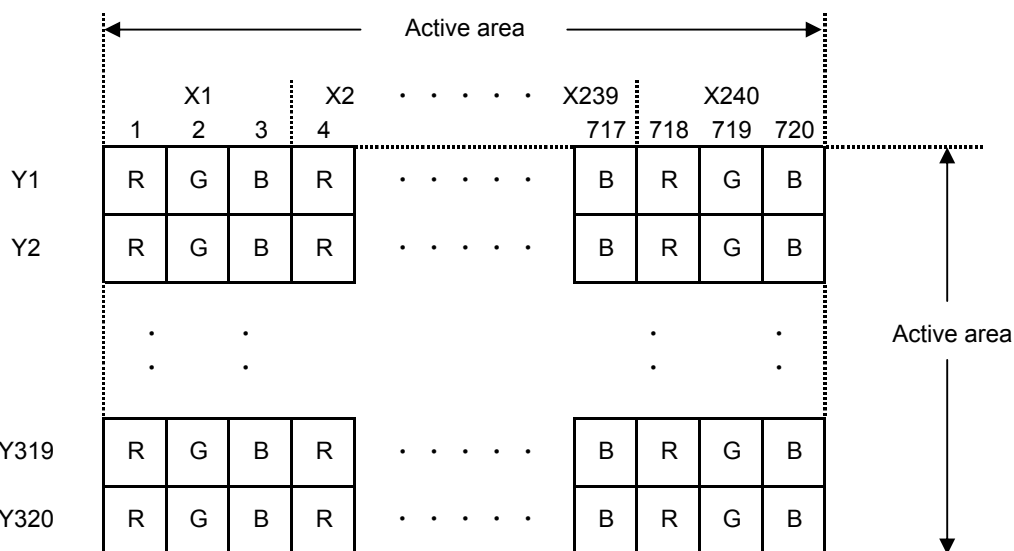 Active area
X1 X2 · · · · · X239 X240
1 2 3 4 717 718 719 720
Y1 R G B R · · · · · B R G B
Y2 R G B R · · · · · B R G B
Active area
Y319 R G B R · · · · · B R G B
Y320 R G B R · · · · · B R G B